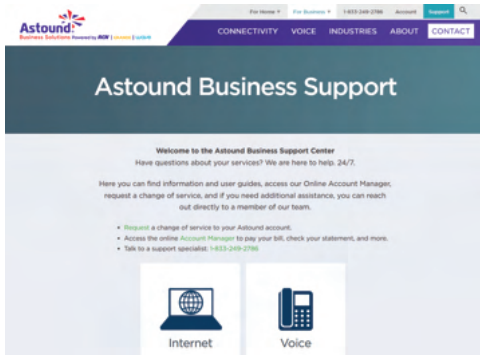 For Home
For Business
1-833-249-2786
Account
Support
Astound
Business Solutions Powered by RCN
CONNECTIVITY
VOICE
INDUSTRIES
ABOUT
CONTACT
Astound Business Support
Welcome to the Astound Business Support Center
Have questions about your services? We are here to help. 24/7.
Here you can find information and user guides, access our Online Account Manager,
request a change of service, and if you need additional assistance, you can reach
out directly to a member of our team.
• Request a change of service to your Astound account.
• Access the online Account Manager to pay your bill, check your statement, and more.
• Talk to a support specialist: 1-833-249-2786
Internet
Voice